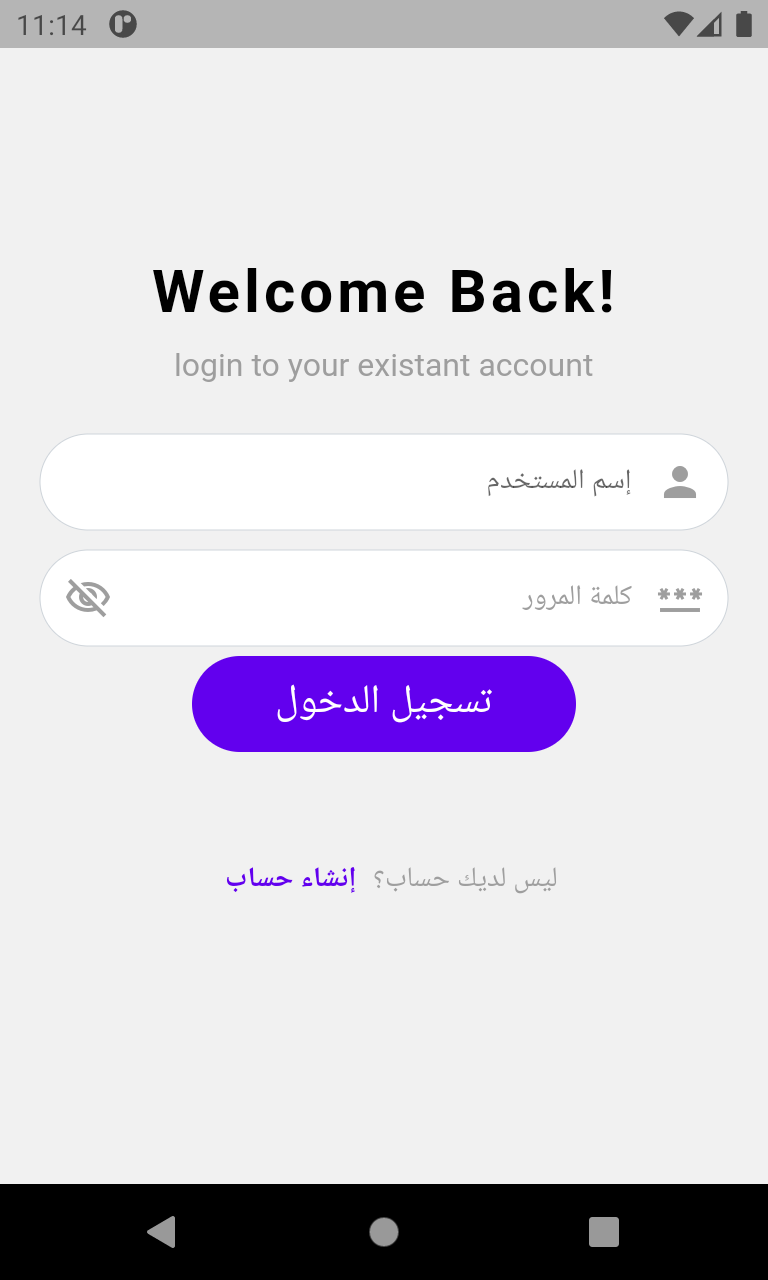 11:14
Welcome Back!
login to your existant account
إسم المستخدم
كلمة المرور
***
تسجيل الدخول
ليس لديك حساب؟ إنشاء حساب